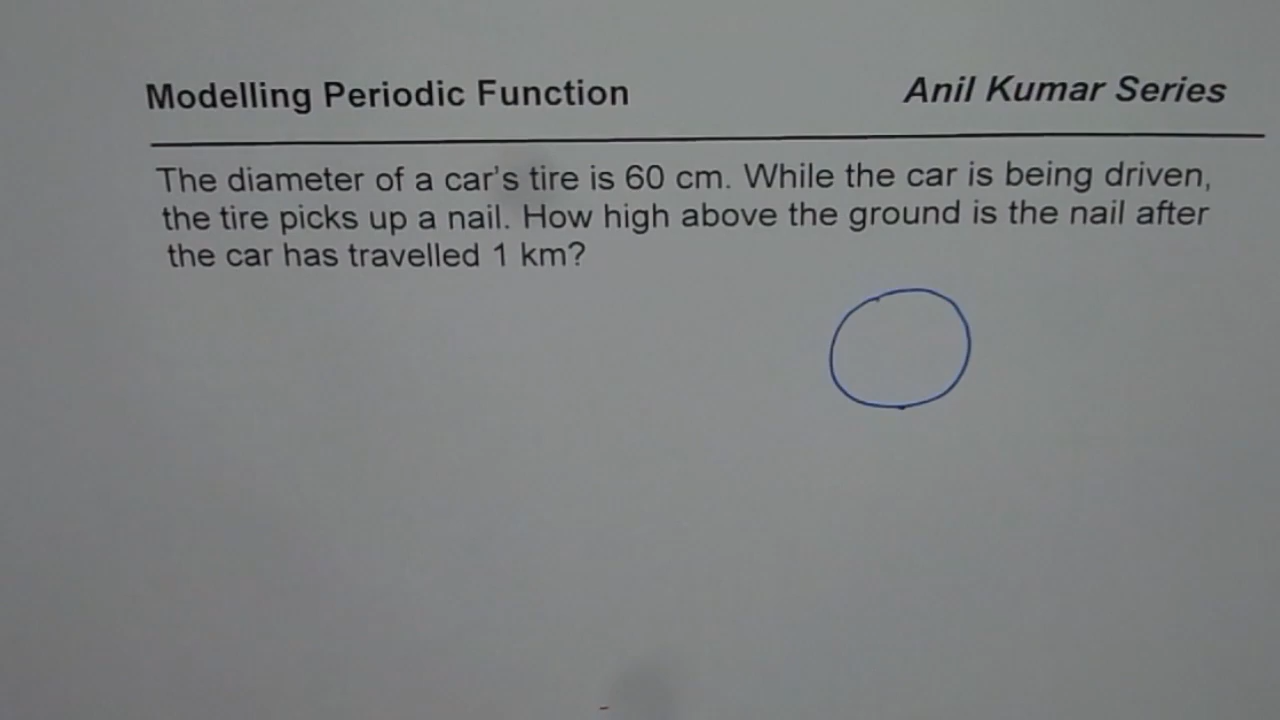 Modelling Periodic Function Anil Kumar Series
The diameter of a car's tire is 60 cm. While the car is being driven,
the tire picks up a nail. How high above the ground is the nail after
the car has travelled 1 km?